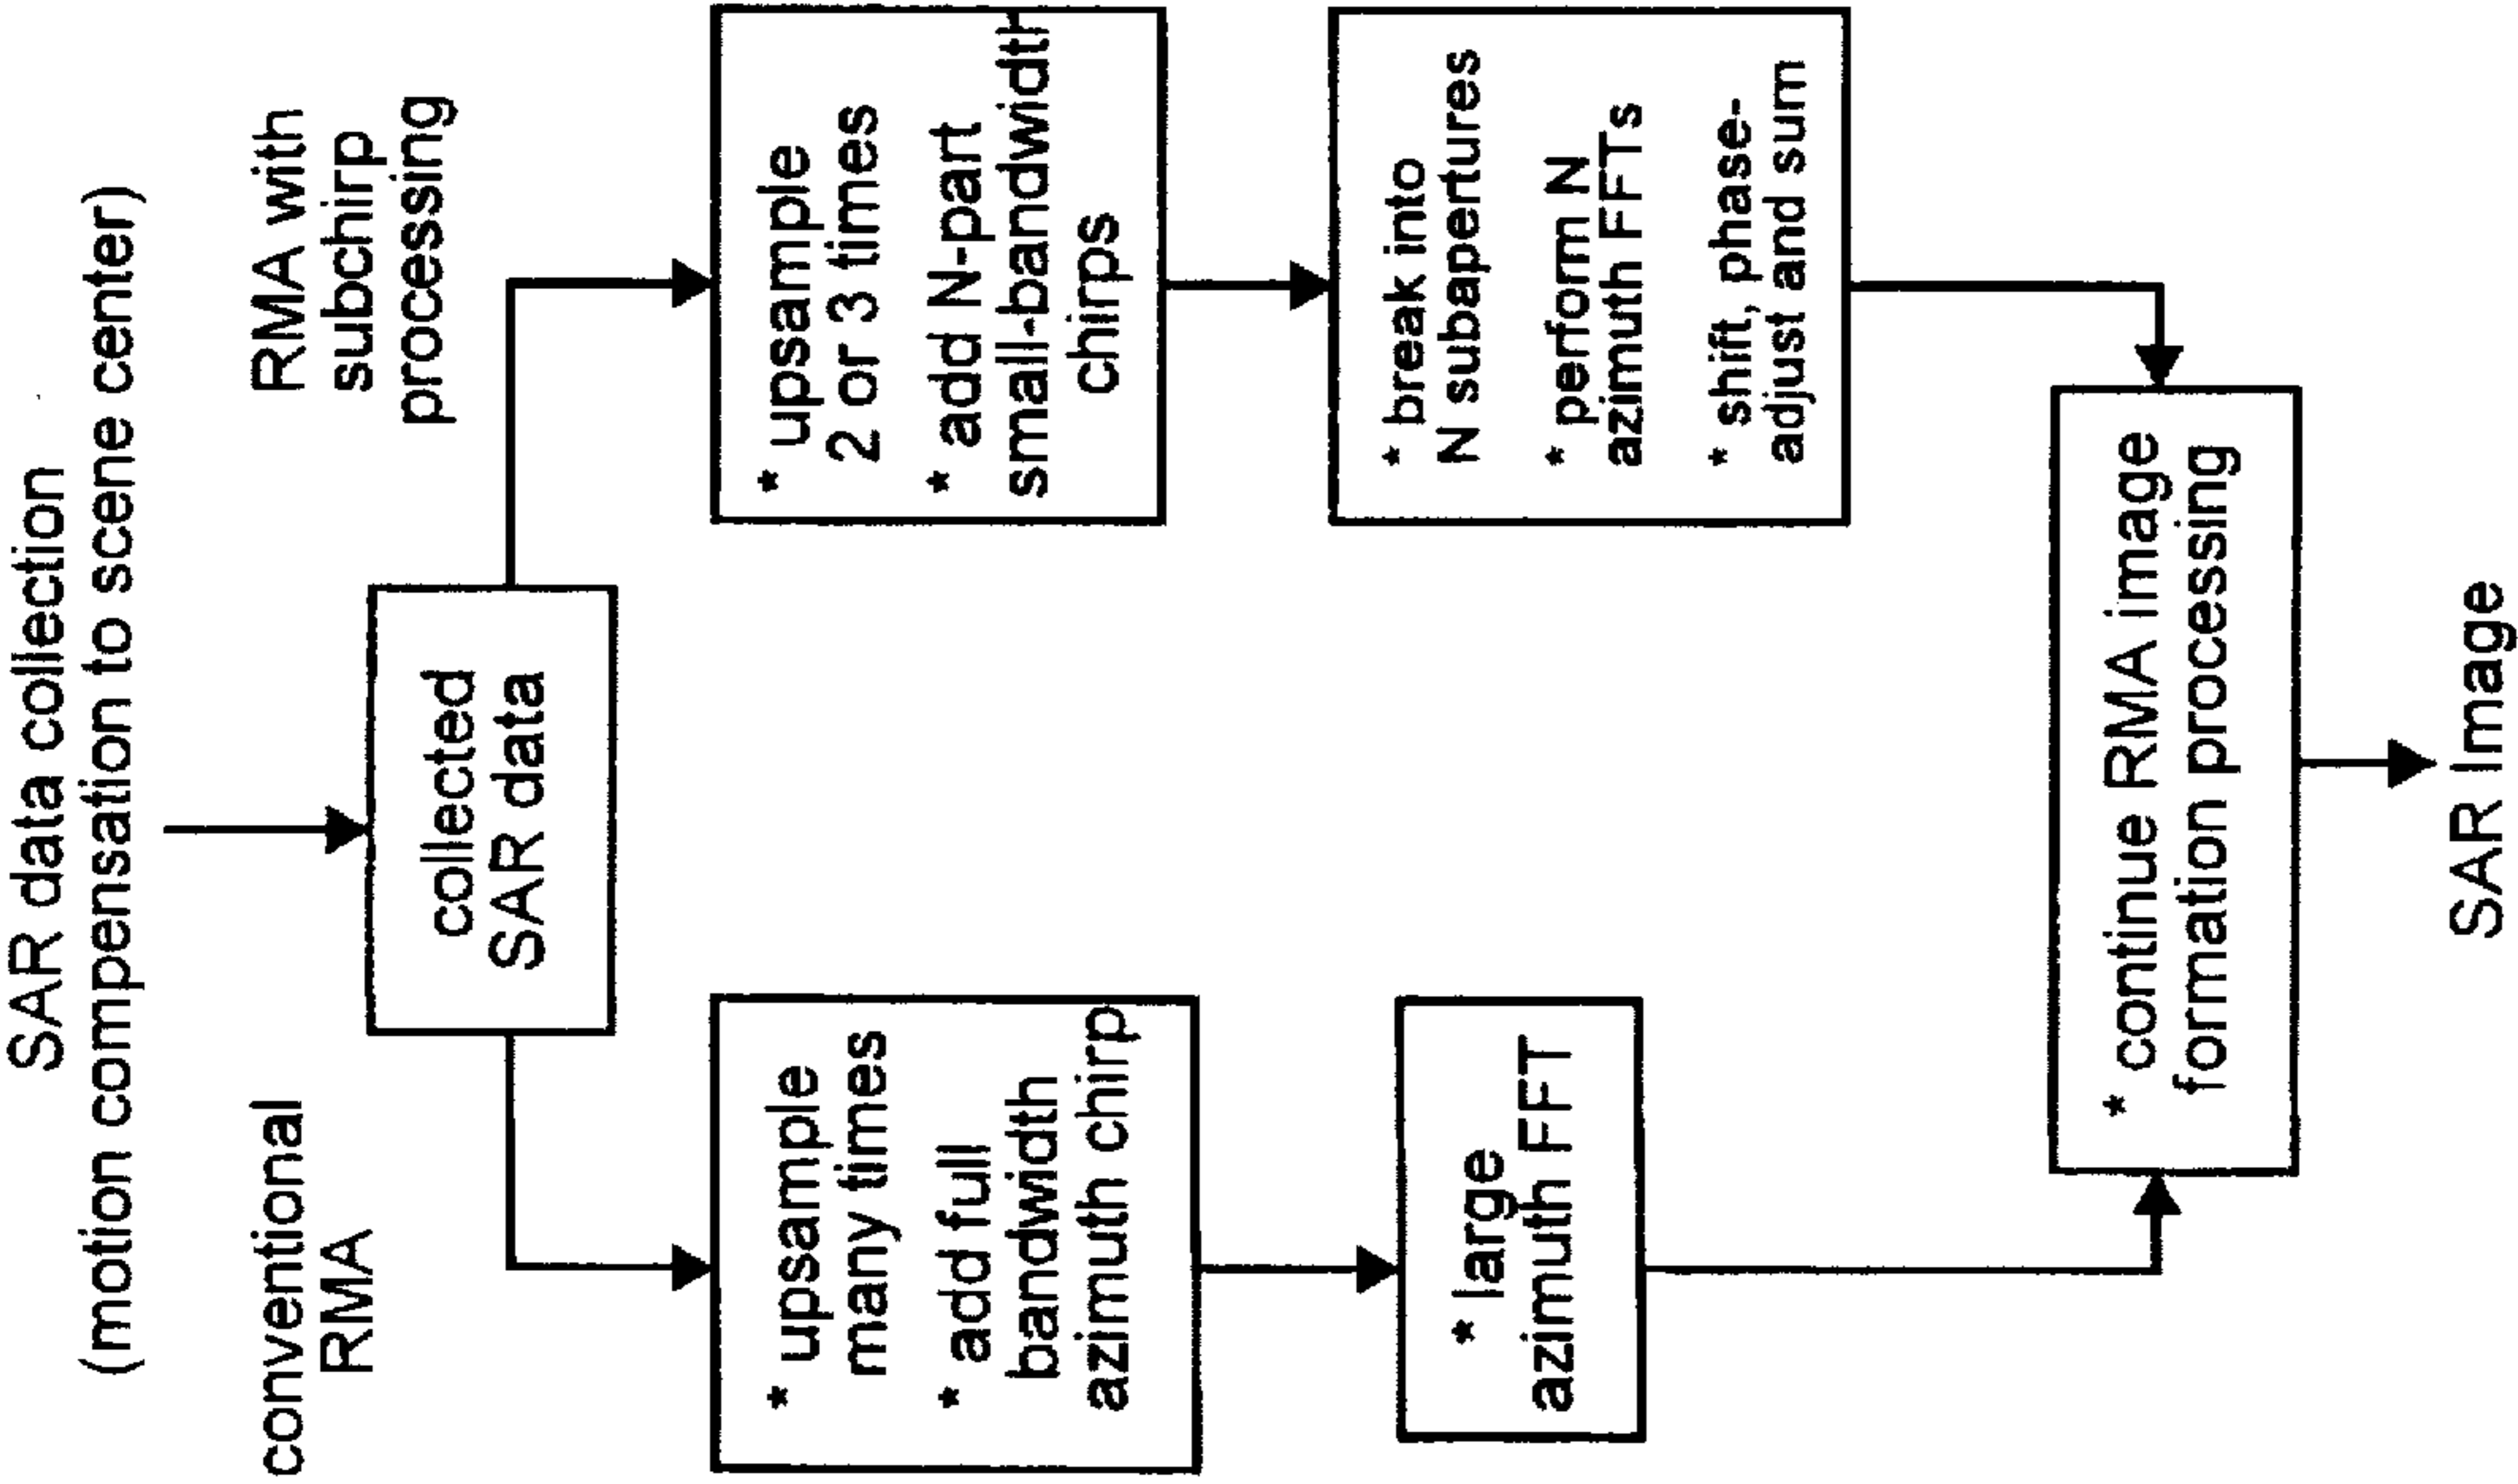 SAR data collection
(motion compensation to scene center)
conventional
RMA
RMA with
subchirp
processing
collected
SAR data
* upsample
many times
* add full
bandwidth
azimuth chirp
* upsample
2 or 3 times
* add N-part
small-bandwidth
chirps
* large
azimuth FFT
* break into
N subapertures
* perform N
azimuth FFTs
* shift, phase-
adjust and sum
* continue RMA image
formation processing
SAR Image